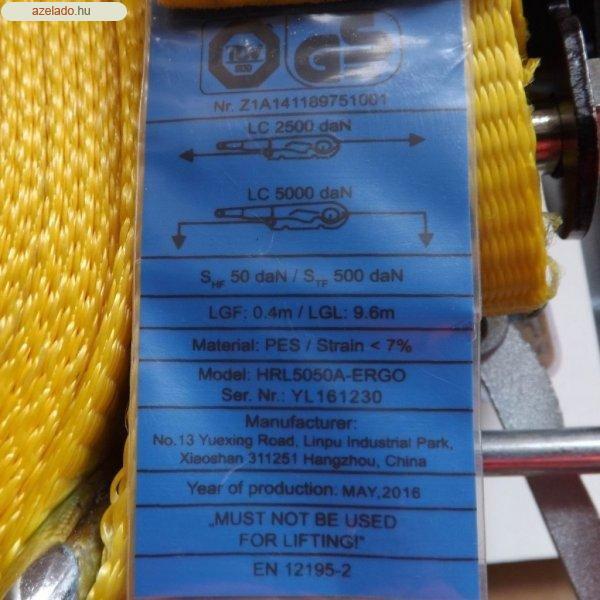 azelado.hu
TÜV
SÜD
GS
Nr. Z1A141189751001
LC 2500 daN
LC 5000 daN
SHF 50 daN / STF 500 daN
LGF: 0.4m / LGL: 9.6m
Material: PES / Strain < 7%
Model: HRL5050A-ERGO
Ser. Nr.: YL161230
Manufacturer:
No.13 Yuexing Road, Linpu Industrial Park,
Xiaoshan 311251 Hangzhou, China
Year of production: MAY,2016
„MUST NOT BE USED
FOR LIFTING!"
EN 12195-2